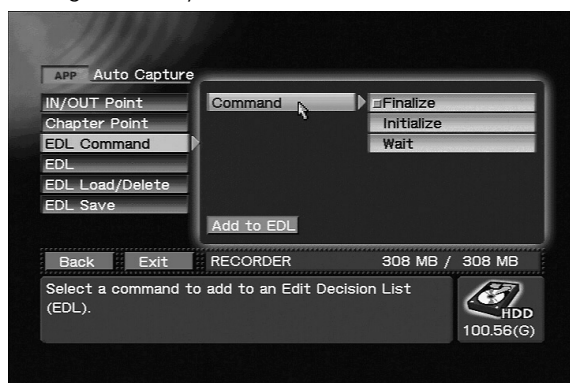 APP Auto Capture
IN/OUT Point
Chapter Point
EDL Command
EDL
EDL Load/Delete
EDL Save
Command
Finalize
Initialize
Wait
Add to EDL
Back Exit RECORDER 308 MB / 308 MB
Select a command to add to an Edit Decision List
(EDL).
HDD
100.56(G)